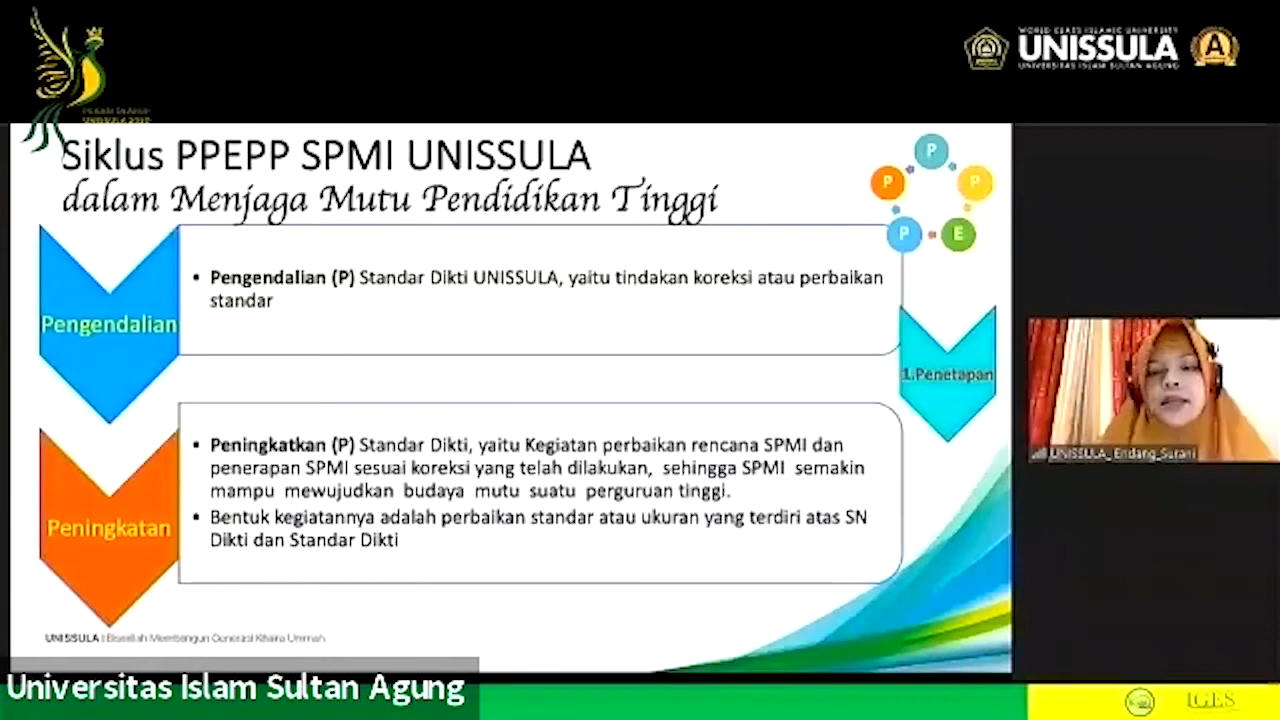 WORLD CLASS ISLAMIC UNIVERSITY
UNISSULA
UNIVERSITAS ISLAM SULTAN AGUNG
A
UNISSULA
Siklus PPEPP SPMI UNISSULA
dalam Menjaga Mutu Pendidikan Tinggi
P
P
P
P
E
Pengendalian
• Pengendalian (P) Standar Dikti UNISSULA, yaitu tindakan koreksi atau perbaikan
standar
1.Penetapan
Peningkatan
• Peningkatkan (P) Standar Dikti, yaitu Kegiatan perbaikan rencana SPMI dan
penerapan SPMI sesuai koreksi yang telah dilakukan, sehingga SPMI semakin
mampu mewujudkan budaya mutu suatu perguruan tinggi.
• Bentuk kegiatannya adalah perbaikan standar atau ukuran yang terdiri atas SN
Dikti dan Standar Dikti
UNISSULA_Endang_Surani
UNISSULA | Bismillah Membangun Generasi Khaira Ummah
Universitas Islam Sultan Agung
IGES